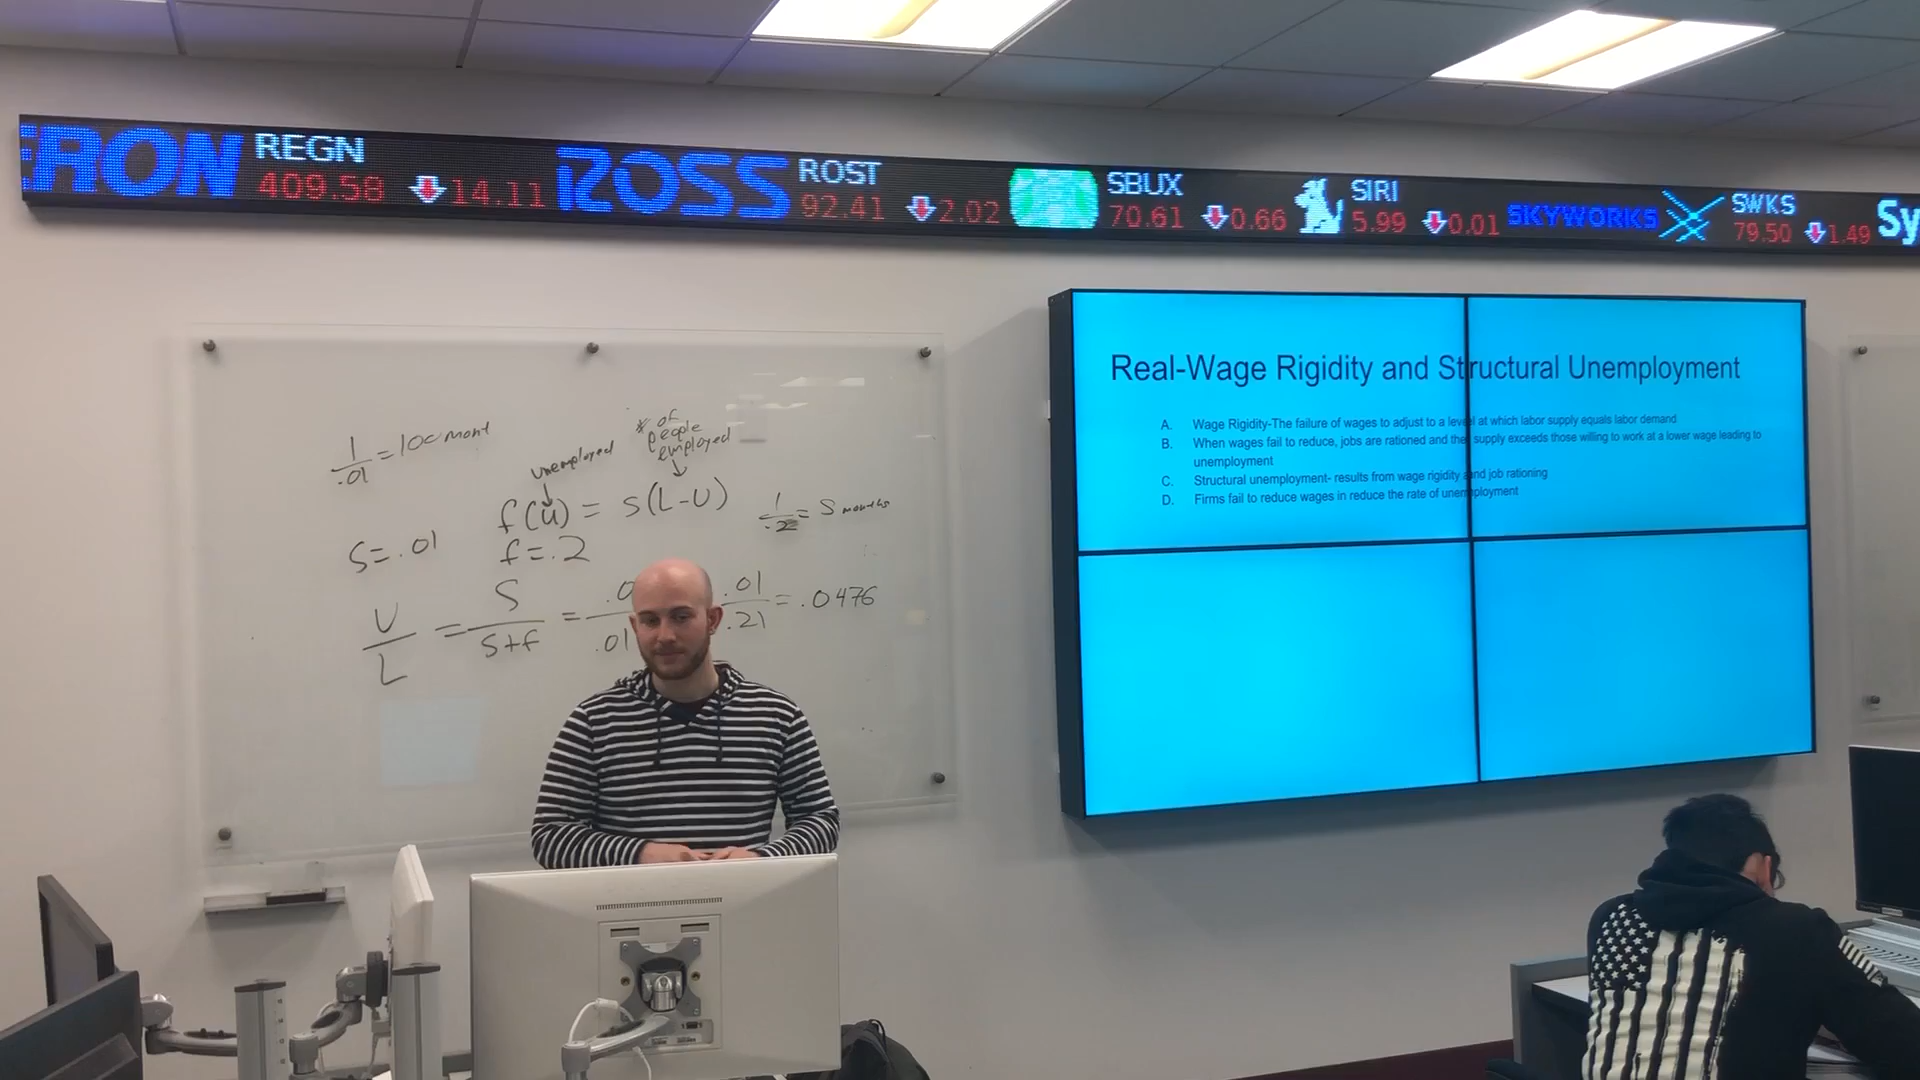 ERON REGN 409.58 14.11 ROSS ROST 92.41 2.02 SBUX 70.61 0.66 SIRI 5.99 0.01 SKYWORKS SWKS 79.50 1.49 Sy
1/.01 = 100 mont
unemployed
# of people employed
f(u) = s(L-U)
1/.2 = 5 months
S = .01
f = .2
U/L = S/S+f = .0 .01 .01/.21 = .0476
Real-Wage Rigidity and Structural Unemployment
A. Wage Rigidity-The failure of wages to adjust to a level at which labor supply equals labor demand
B. When wages fail to reduce, jobs are rationed and the supply exceeds those willing to work at a lower wage leading to
unemployment
C. Structural unemployment- results from wage rigidity and job rationing
D. Firms fail to reduce wages in reduce the rate of unemployment